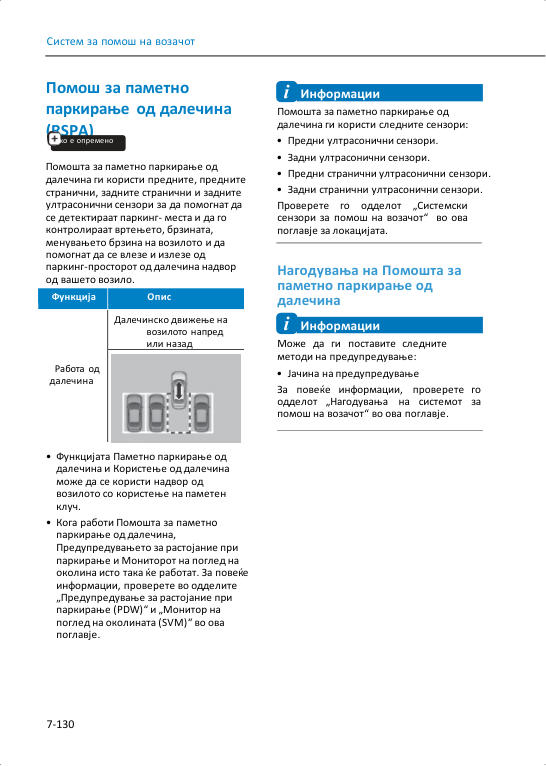 Систем за помош на возачот
Помош за паметно
паркирање од далечина
(RSPA)
ко е опремено
Помошта за паметно паркирање од
далечина ги користи предните, предните
странични, задните странични и задните
ултрасонични сензори за да помогнат да
се детектираат паркинг- места и да го
контролираат вртењето, брзината,
менувањето брзина на возилото и да
помогнат да се влезе и излезе од
паркинг-просторот од далечина надвор
од вашето возило.
Функција Опис
Далечинско движење на
возилото напред
или назад
Работа од
далечина
• Функцијата Паметно паркирање од
далечина и Користење од далечина
може да се користи надвор од
возилото со користење на паметен
клуч.
• Кога работи Помошта за паметно
паркирање од далечина,
Предупредувањето за растојание при
паркирање и Мониторот на поглед на
околина исто така ќе работат. За повеќе
информации, проверете во одделите
„Предупредување за растојание при
паркирање (PDW)“ и „Монитор на
поглед на околината (SVM)“ во ова
поглавје.
i Информации
Помошта за паметно паркирање од
далечина ги користи следните сензори:
• Предни ултрасонични сензори.
• Задни ултрасонични сензори.
• Предни странични ултрасонични сензори.
• Задни странични ултрасонични сензори.
Проверете го одделот „Системски
сензори за помош на возачот“ во ова
поглавје за локацијата.
Нагодувања на Помошта за
паметно паркирање од
далечина
i Информации
Може да ги поставите следните
методи на предупредување:
• Јачина на предупредување
За повеќе информации, проверете го
одделот „Нагодувања на системот за
помош на возачот“ во ова поглавје.
7-130